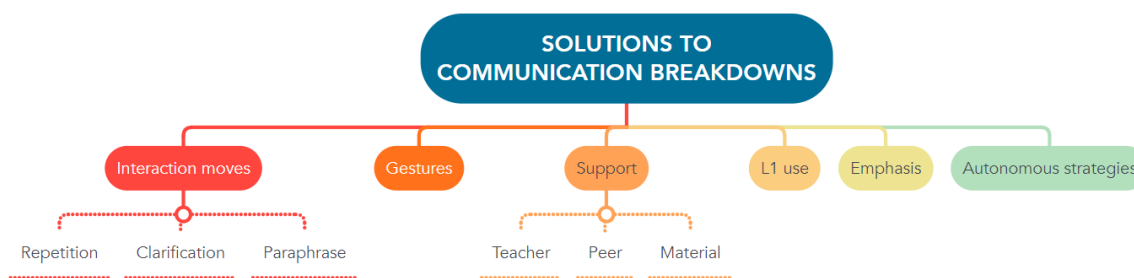 SOLUTIONS TO
COMMUNICATION BREAKDOWNS
Interaction moves
Gestures
Support
L1 use
Emphasis
Autonomous strategies
Repetition
Clarification
Paraphrase
Teacher
Peer
Material